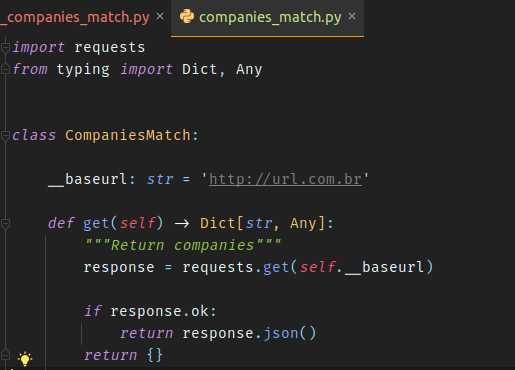 _companies_match.py × companies_match.py ×
import requests
from typing import Dict, Any
class CompaniesMatch:
__baseurl: str = 'http://url.com.br'
def get(self) -> Dict[str, Any]:
"""Return companies"""
response = requests.get(self.__baseurl)
if response.ok:
return response.json()
return {}